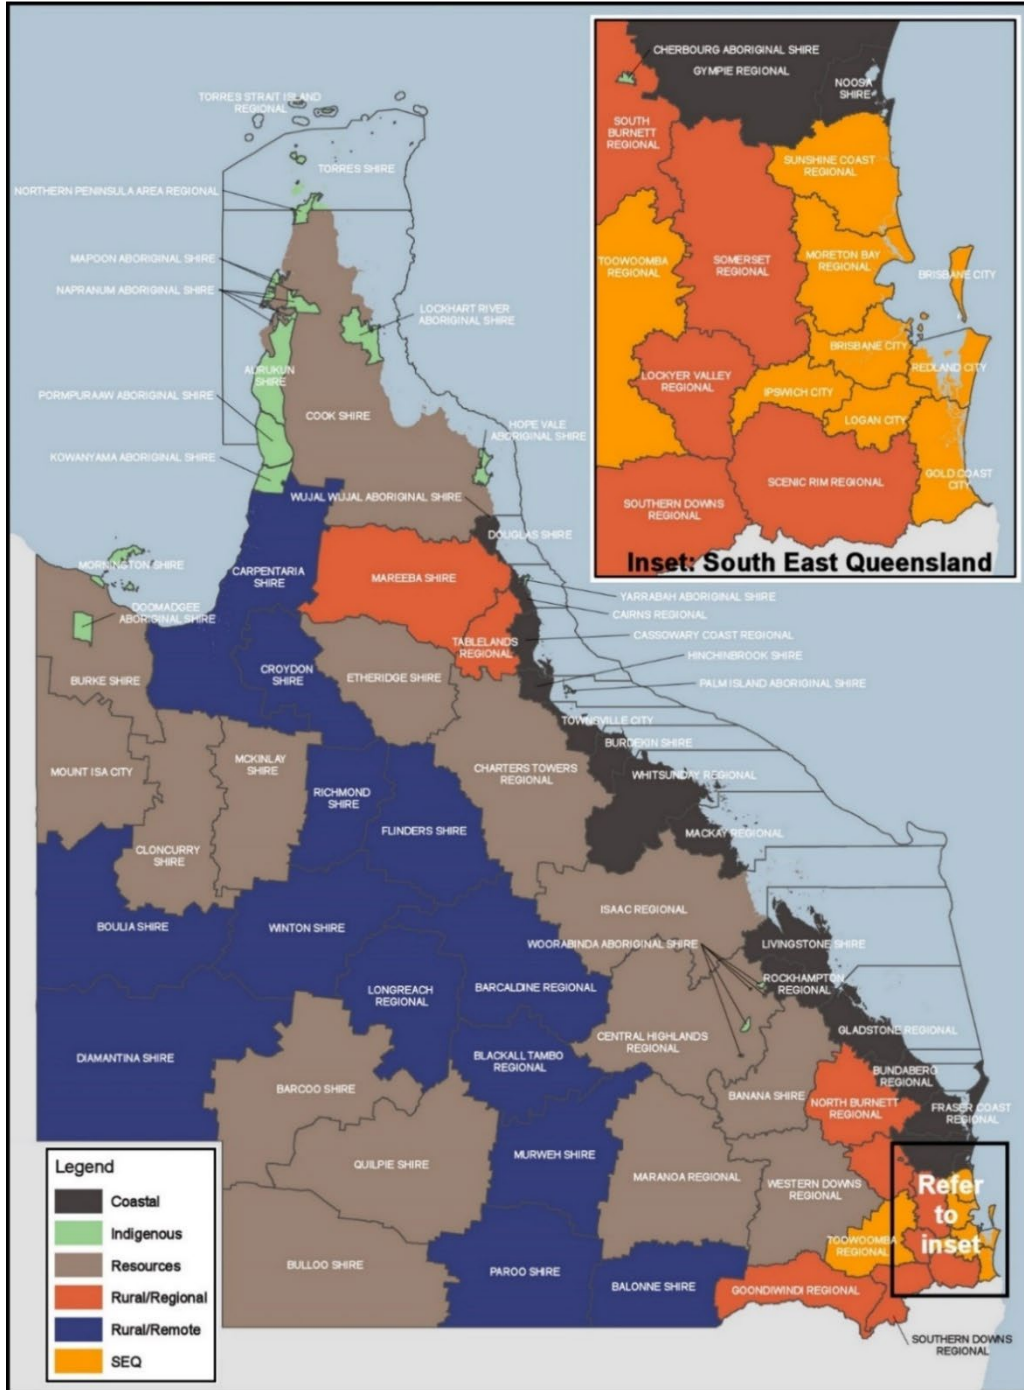 TORRES STRAIT ISLAND
REGIONAL
TORRES SHIRE
NORTHERN PENINSULA AREA REGIONAL
MAPOON ABORIGINAL SHIRE
NAPRANUM ABORIGINAL SHIRE
LOCKHART RIVER
ABORIGINAL SHIRE
AURUKUN
SHIRE
PORMPURAAW ABORIGINAL SHIRE
COOK SHIRE
HOPE VALE
ABORIGINAL SHIRE
KOWANYAMA ABORIGINAL SHIRE
WUJAL WUJAL ABORIGINAL SHIRE
DOUGLAS SHIRE
MORNINGTON SHIRE
CARPENTARIA
SHIRE
MAREEBA SHIRE
YARRABAH ABORIGINAL SHIRE
DOOMADGEE
ABORIGINAL SHIRE
CAIRNS REGIONAL
CASSOWARY COAST REGIONAL
TABLELANDS
REGIONAL
HINCHINBROOK SHIRE
CROYDON
SHIRE
ETHERIDGE SHIRE
BURKE SHIRE
PALM ISLAND ABORIGINAL SHIRE
TOWNSVILLE CITY
BURDEKIN SHIRE
MOUNT ISA CITY
MCKINLAY
SHIRE
CHARTERS TOWERS
REGIONAL
WHITSUNDAY REGIONAL
RICHMOND
SHIRE
FLINDERS SHIRE
MACKAY REGIONAL
CLONCURRY
SHIRE
ISAAC REGIONAL
BOULIA SHIRE
WINTON SHIRE
WOORABINDA ABORIGINAL SHIRE
LIVINGSTONE SHIRE
LONGREACH
REGIONAL
BARCALDINE REGIONAL
ROCKHAMPTON
REGIONAL
GLADSTONE REGIONAL
CENTRAL HIGHLANDS
REGIONAL
DIAMANTINA SHIRE
BLACKALL TAMBO
REGIONAL
BUNDABERG
REGIONAL
BARCOO SHIRE
BANANA SHIRE
NORTH BURNETT
REGIONAL
FRASER COAST
REGIONAL
QUILPIE SHIRE
MURWEH SHIRE
MARANOA REGIONAL
WESTERN DOWNS
REGIONAL
Refer
to
inset
TOOWOOMBA
REGIONAL
BULLOO SHIRE
PAROO SHIRE
BALONNE SHIRE
GOONDIWINDI REGIONAL
SOUTHERN DOWNS
REGIONAL
Legend
Coastal
Indigenous
Resources
Rural/Regional
Rural/Remote
SEQ
CHERBOURG ABORIGINAL SHIRE
GYMPIE REGIONAL
NOOSA
SHIRE
SOUTH
BURNETT
REGIONAL
SUNSHINE COAST
REGIONAL
TOOWOOMBA
REGIONAL
SOMERSET
REGIONAL
MORETON BAY
REGIONAL
BRISBANE CITY
BRISBANE CITY
REDLAND CITY
LOCKYER VALLEY
REGIONAL
IPSWICH CITY
LOGAN CITY
GOLD COAST
CITY
SCENIC RIM REGIONAL
SOUTHERN DOWNS
REGIONAL
Inset: South East Queensland